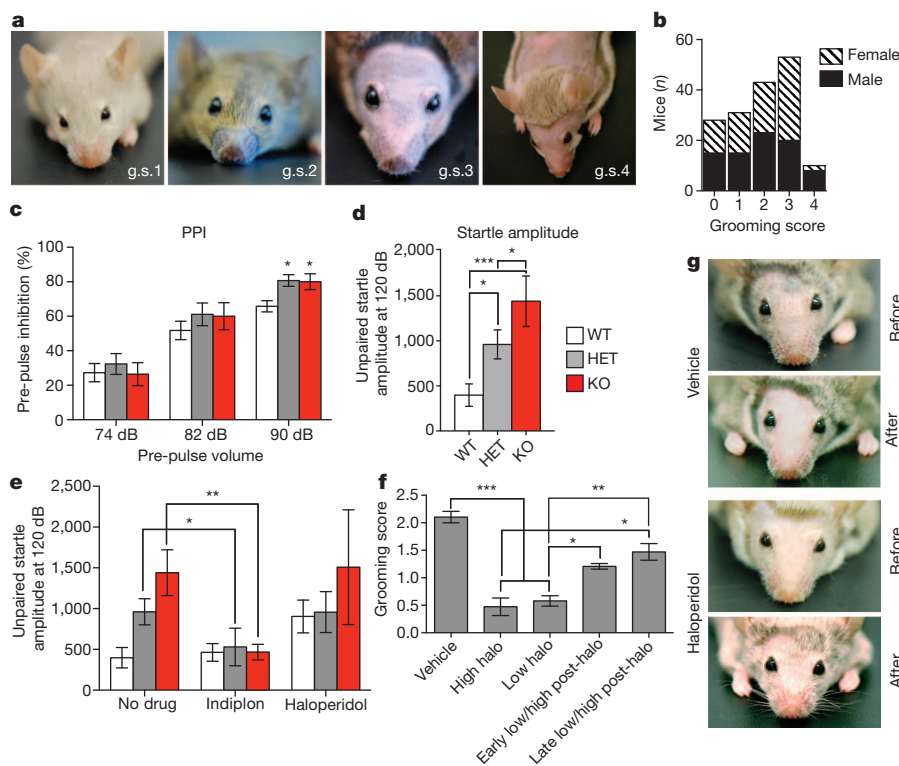 a
g.s.1
g.s.2
g.s.3
g.s.4
b
60
40
20
0
Mice (n)
Female
Male
0 1 2 3 4
Grooming score
c
PPI
100
80
60
40
20
0
Pre-pulse inhibition (%)
* *
74 dB 82 dB 90 dB
Pre-pulse volume
d
Startle amplitude
2,000
1,500
1,000
500
0
Unpaired startle
amplitude at 120 dB
*
***
*
WT
HET
KO
WT
HET
KO
e
2,500
2,000
1,500
1,000
500
0
Unpaired startle
amplitude at 120 dB
**
*
No drug Indiplon Haloperidol
f
2.5
2.0
1.5
1.0
0.5
0.0
Grooming score
*** **
*
*
Vehicle
High halo
Low halo
Early low/high post-halo
Late low/high post-halo
g
Vehicle
Before
After
Haloperidol
Before
After